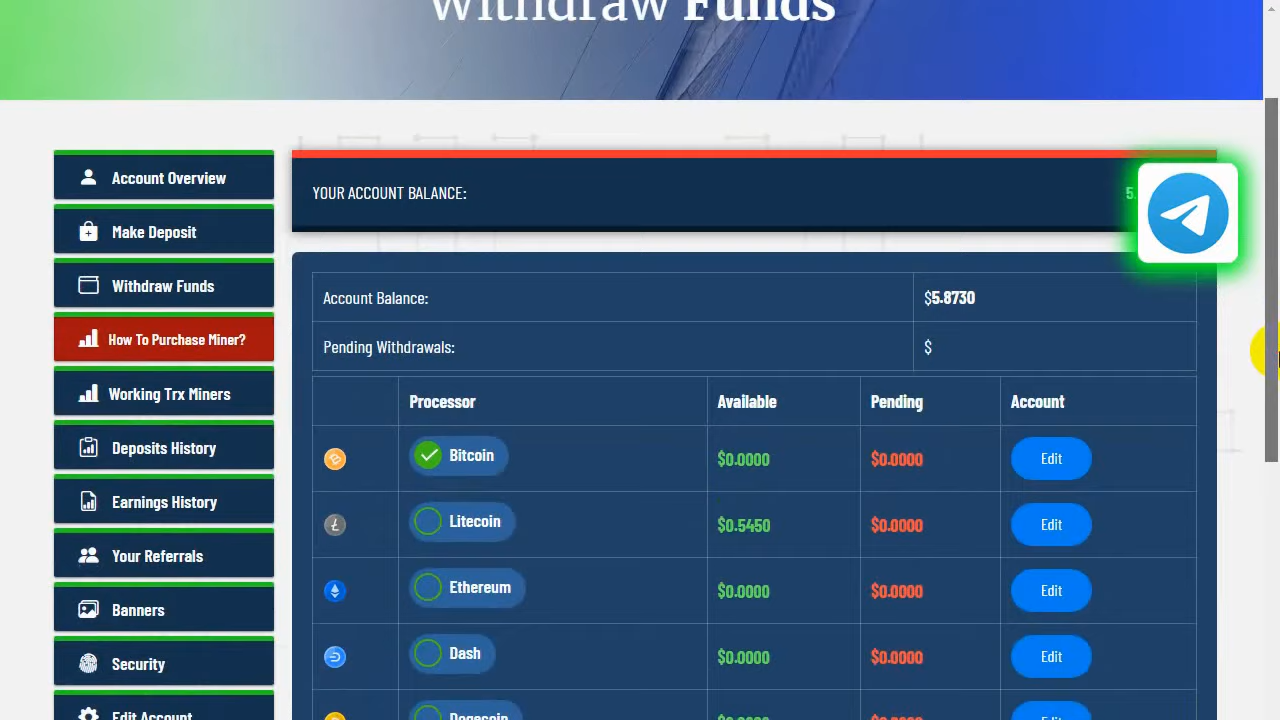 Withdraw Funds
Account Overview
Make Deposit
Withdraw Funds
How To Purchase Miner?
Working Trx Miners
Deposits History
Earnings History
Your Referrals
Banners
Security
Edit Account
YOUR ACCOUNT BALANCE:
5.
Account Balance: $5.8730
Pending Withdrawals: $
Processor Available Pending Account
Bitcoin $0.0000 $0.0000 Edit
Litecoin $0.5450 $0.0000 Edit
Ethereum $0.0000 $0.0000 Edit
Dash $0.0000 $0.0000 Edit
Dogecoin Edit